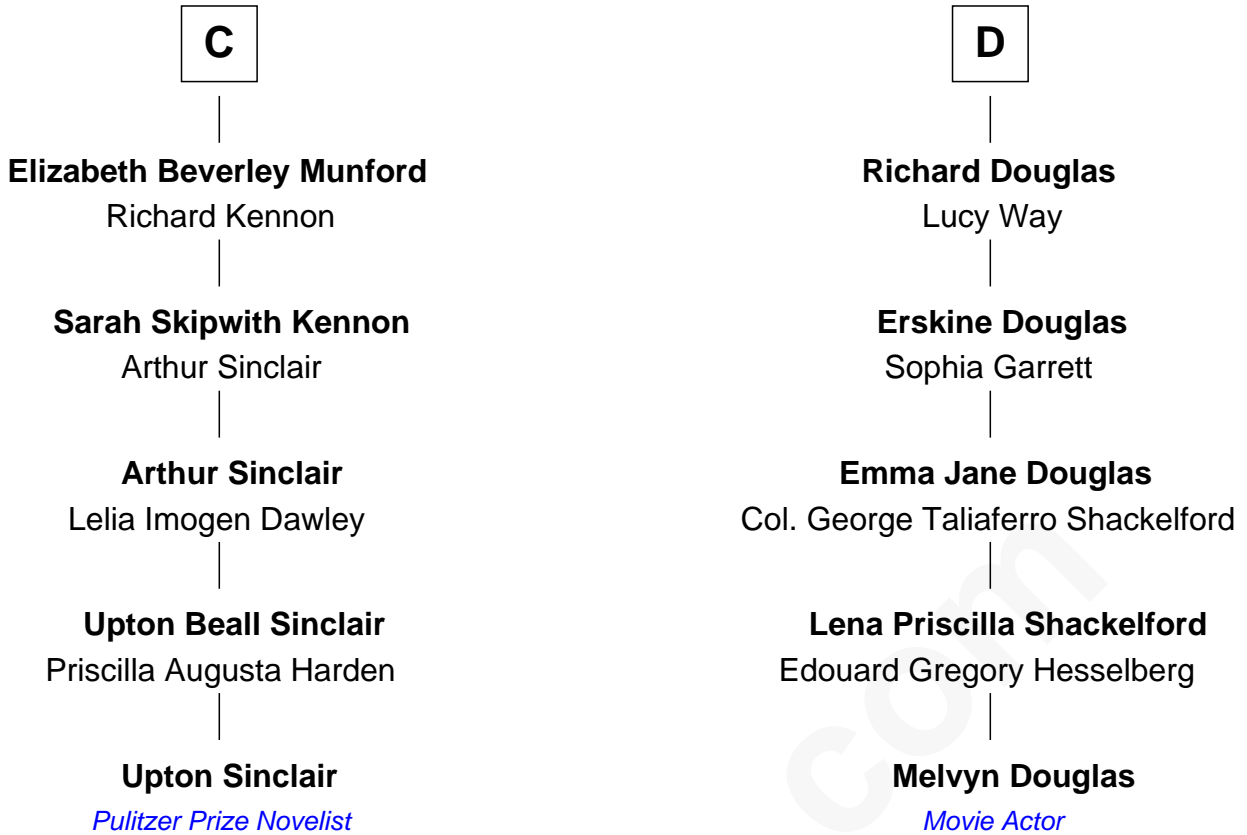 C
Elizabeth Beverley Munford
Richard Kennon
Sarah Skipwith Kennon
Arthur Sinclair
Arthur Sinclair
Lelia Imogen Dawley
Upton Beall Sinclair
Priscilla Augusta Harden
Upton Sinclair
Pulitzer Prize Novelist
D
Richard Douglas
Lucy Way
Erskine Douglas
Sophia Garrett
Emma Jane Douglas
Col. George Taliaferro Shackelford
Lena Priscilla Shackelford
Edouard Gregory Hesselberg
Melvyn Douglas
Movie Actor
com